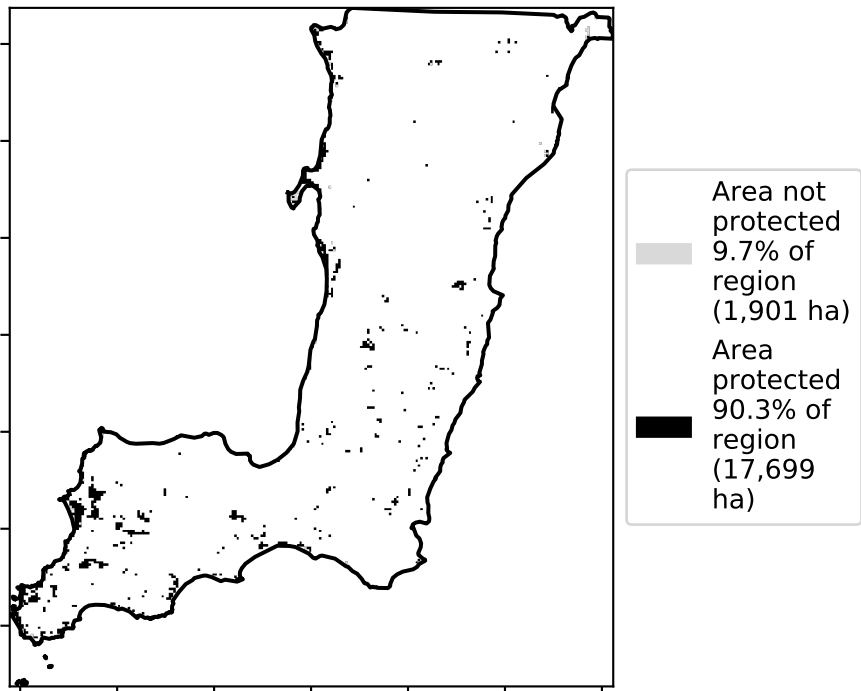 Area not
protected
9.7% of
region
(1,901 ha)
Area
protected
90.3% of
region
(17,699
ha)